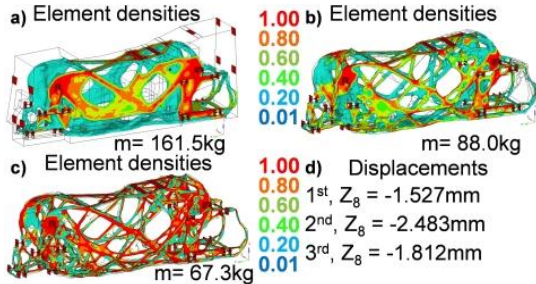 a) Element densities
m= 161.5kg
1.00
0.80
0.60
0.40
0.20
0.01
b) Element densities
m= 88.0kg
c) Element densities
m= 67.3kg
1.00
0.80
0.60
0.40
0.20
0.01
d) Displacements
1st, Z8 = -1.527mm
2nd, Z8 = -2.483mm
3rd, Z8 = -1.812mm